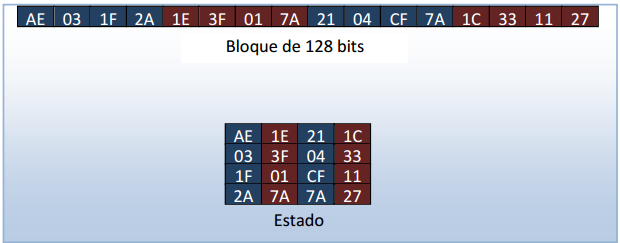 AE 03 1F 2A 1E 3F 01 7A 21 04 CF 7A 1C 33 11 27
Bloque de 128 bits
AE 1E 21 1C
03 3F 04 33
1F 01 CF 11
2A 7A 7A 27
Estado